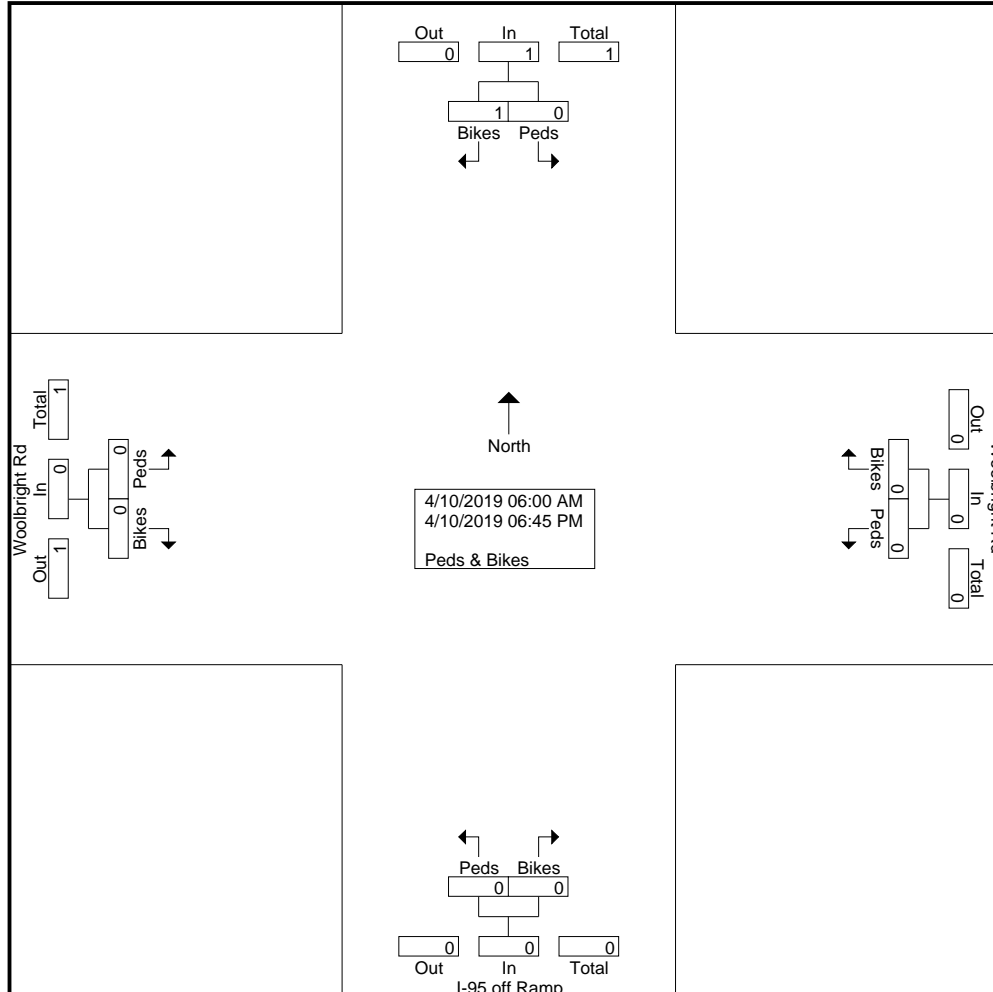 Out In Total
0 1 1
1 0
Bikes Peds
Woolbright Rd
Total In Out
1 0 1
0 0
Peds Bikes
North
4/10/2019 06:00 AM
4/10/2019 06:45 PM
Peds & Bikes
Bikes Peds
0 0
0 0 0
Out In Total
Peds Bikes
0 0
0 0 0
Out In Total
I-95 off Ramp